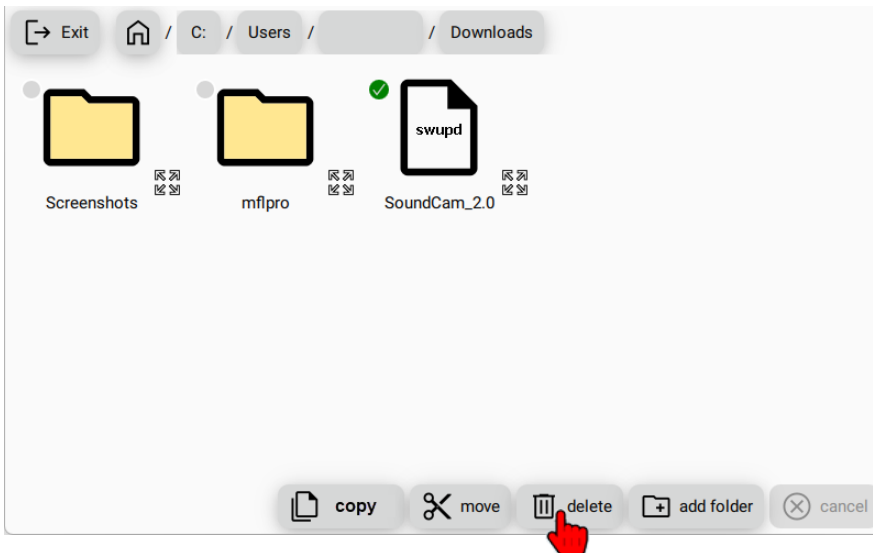 Exit / C: / Users / / Downloads
swupd
Screenshots mflpro SoundCam_2.0
copy move delete add folder cancel